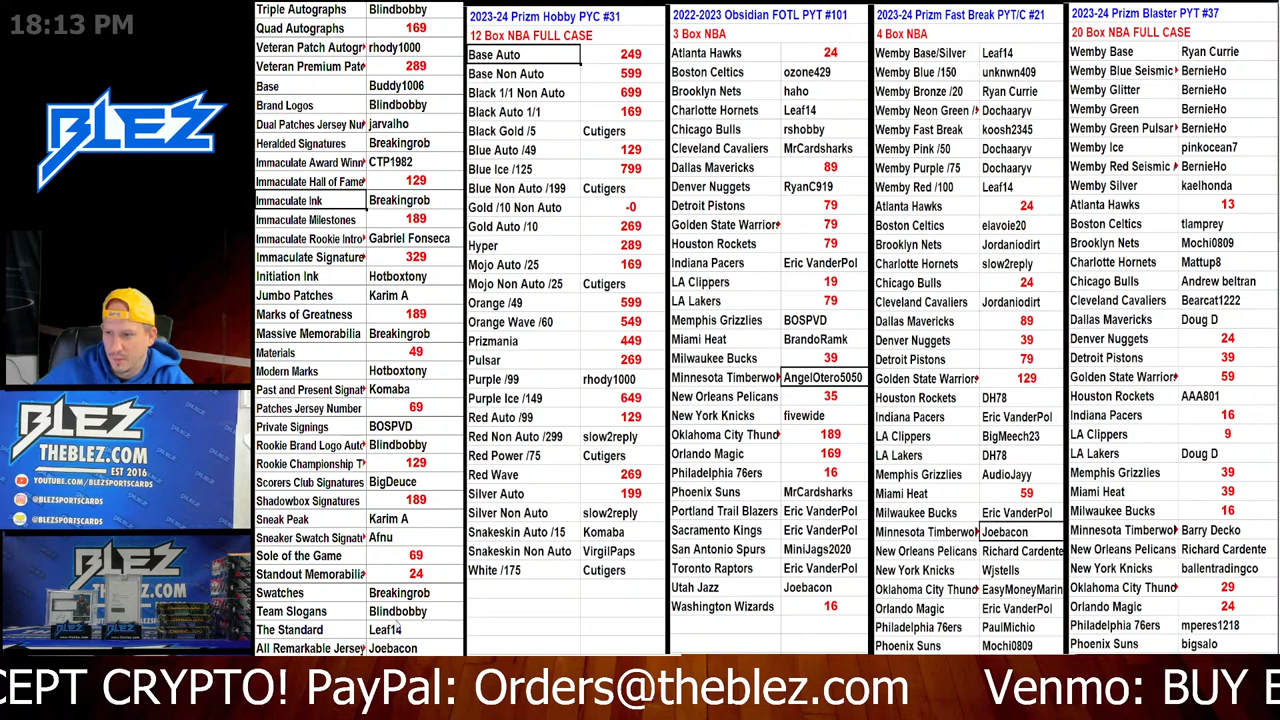 18:13 PM
BLEZ
BLEZ
THEBLEZ.COM
EST 2016
YOUTUBE.COM/BLEZSPORTSCARDS
@BLEZSPORTSCARDS
@BLEZSPORTSCARDS
BLEZ
Triple Autographs Blindbobby
Quad Autographs 169
Veteran Patch Autogr rhody1000
Veteran Premium Pat 289
Base Buddy1006
Brand Logos Blindbobby
Dual Patches Jersey Nu jarvalho
Heralded Signatures Breakingrob
Immaculate Award Winn CTP1982
Immaculate Hall of Fame 129
Immaculate Ink Breakingrob
Immaculate Milestones 189
Immaculate Rookie Intro Gabriel Fonseca
Immaculate Signature 329
Initiation Ink Hotboxtony
Jumbo Patches Karim A
Marks of Greatness 189
Massive Memorabilia Breakingrob
Materials 49
Modern Marks Hotboxtony
Past and Present Signat Komaba
Patches Jersey Number 69
Private Signings BOSPVD
Rookie Brand Logo Auto Blindbobby
Rookie Championship T 129
Scorers Club Signatures BigDeuce
Shadowbox Signatures 189
Sneak Peak Karim A
Sneaker Swatch Signat Afnu
Sole of the Game 69
Standout Memorabili 24
Swatches Breakingrob
Team Slogans Blindbobby
The Standard Leaf14
All Remarkable Jersey Joebacon
2023-24 Prizm Hobby PYC #31
12 Box NBA FULL CASE
Base Auto 249
Base Non Auto 599
Black 1/1 Non Auto 699
Black Auto 1/1 169
Black Gold /5 Cutigers
Blue Auto /49 129
Blue Ice /125 799
Blue Non Auto /199 Cutigers
Gold /10 Non Auto -0
Gold Auto /10 269
Hyper 289
Mojo Auto /25 169
Mojo Non Auto /25 Cutigers
Orange /49 599
Orange Wave /60 549
Prizmania 449
Pulsar 269
Purple /99 rhody1000
Purple Ice /149 649
Red Auto /99 129
Red Non Auto /299 slow2reply
Red Power /75 Cutigers
Red Wave 269
Silver Auto 199
Silver Non Auto slow2reply
Snakeskin Auto /15 Komaba
Snakeskin Non Auto VirgilPaps
White /175 Cutigers
2022-2023 Obsidian FOTL PYT #101
3 Box NBA
Atlanta Hawks 24
Boston Celtics ozone429
Brooklyn Nets haho
Charlotte Hornets Leaf14
Chicago Bulls rshobby
Cleveland Cavaliers MrCardsharks
Dallas Mavericks 89
Denver Nuggets RyanC919
Detroit Pistons 79
Golden State Warriors 79
Houston Rockets 79
Indiana Pacers Eric VanderPol
LA Clippers 19
LA Lakers 79
Memphis Grizzlies BOSPVD
Miami Heat BrandoRamk
Milwaukee Bucks 39
Minnesota Timberwo AngelOtero5050
New Orleans Pelicans 35
New York Knicks fivewide
Oklahoma City Thund 189
Orlando Magic 169
Philadelphia 76ers 16
Phoenix Suns MrCardsharks
Portland Trail Blazers Eric VanderPol
Sacramento Kings Eric VanderPol
San Antonio Spurs MiniJags2020
Toronto Raptors Eric VanderPol
Utah Jazz Joebacon
Washington Wizards 16
2023-24 Prizm Fast Break PYT/C #21
4 Box NBA
Wemby Base/Silver Leaf14
Wemby Blue /150 unknwn409
Wemby Bronze /20 Ryan Currie
Wemby Neon Green / Dochaaryv
Wemby Fast Break koosh2345
Wemby Pink /50 Dochaaryv
Wemby Purple /75 Dochaaryv
Wemby Red /100 Leaf14
Atlanta Hawks 24
Boston Celtics elavoie20
Brooklyn Nets Jordaniodirt
Charlotte Hornets slow2reply
Chicago Bulls 24
Cleveland Cavaliers Jordaniodirt
Dallas Mavericks 89
Denver Nuggets 39
Detroit Pistons 79
Golden State Warrior 129
Houston Rockets DH78
Indiana Pacers Eric VanderPol
LA Clippers BigMeech23
LA Lakers DH78
Memphis Grizzlies AudioJayy
Miami Heat 59
Milwaukee Bucks Eric VanderPol
Minnesota Timberwo Joebacon
New Orleans Pelicans Richard Cardente
New York Knicks Wjstells
Oklahoma City Thund EasyMoneyMarin
Orlando Magic Eric VanderPol
Philadelphia 76ers PaulMichio
Phoenix Suns Mochi0809
2023-24 Prizm Blaster PYT #37
20 Box NBA FULL CASE
Wemby Base Ryan Currie
Wemby Blue Seismic BernieHo
Wemby Glitter BernieHo
Wemby Green BernieHo
Wemby Green Pulsar BernieHo
Wemby Ice pinkocean7
Wemby Red Seismic BernieHo
Wemby Silver kaelhonda
Atlanta Hawks 13
Boston Celtics tlamprey
Brooklyn Nets Mochi0809
Charlotte Hornets Mattup8
Chicago Bulls Andrew beltran
Cleveland Cavaliers Bearcat1222
Dallas Mavericks Doug D
Denver Nuggets 24
Detroit Pistons 39
Golden State Warrior 59
Houston Rockets AAA801
Indiana Pacers 16
LA Clippers 9
LA Lakers Doug D
Memphis Grizzlies 39
Miami Heat 39
Milwaukee Bucks 16
Minnesota Timberwo Barry Decko
New Orleans Pelicans Richard Cardente
New York Knicks ballentradingco
Oklahoma City Thun 29
Orlando Magic 24
Philadelphia 76ers mperes1218
Phoenix Suns bigsalo
CEPT CRYPTO! PayPal: Orders@theblez.com Venmo: BUY